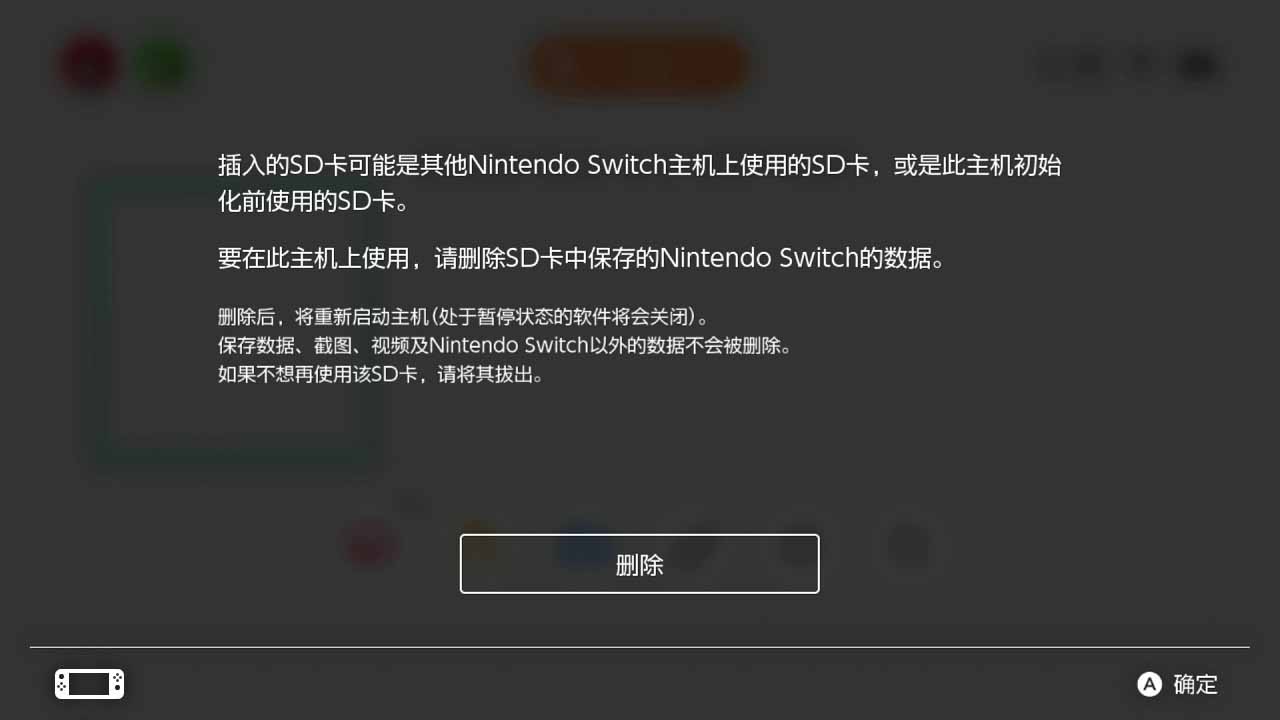 插入的SD卡可能是其他Nintendo Switch主机上使用的SD卡，或是此主机初始
化前使用的SD卡。
要在此主机上使用，请删除SD卡中保存的Nintendo Switch的数据。
删除后，将重新启动主机(处于暂停状态的软件将会关闭)。
保存数据、截图、视频及Nintendo Switch以外的数据不会被删除。
如果不想再使用该SD卡，请将其拔出。
删除
A 确定